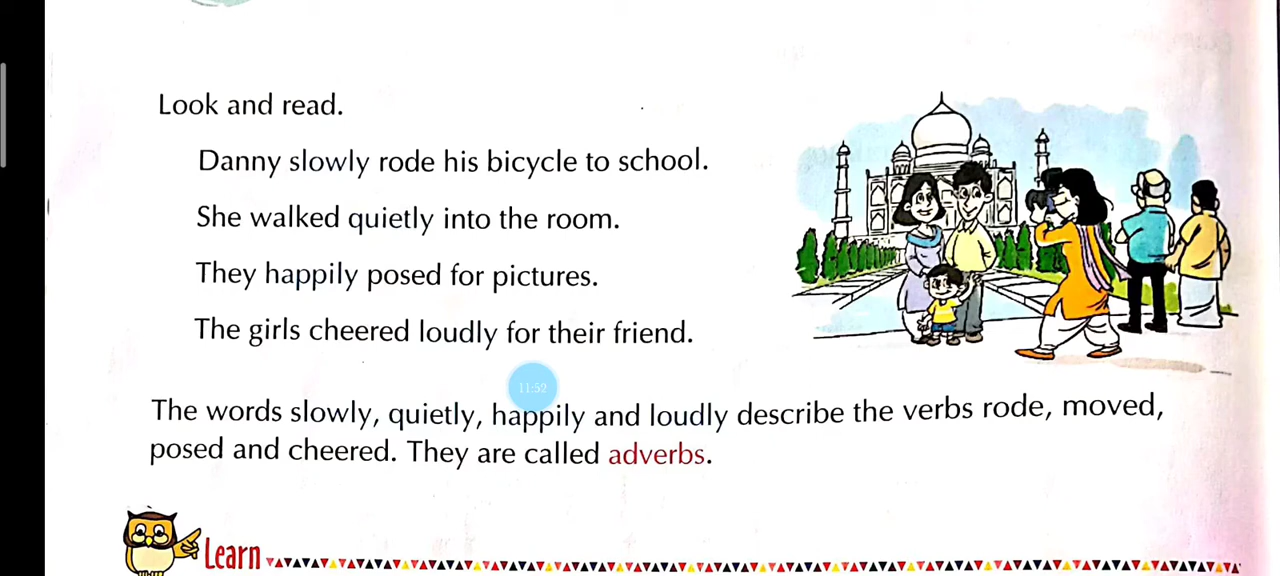 Look and read.
Danny slowly rode his bicycle to school.
She walked quietly into the room.
They happily posed for pictures.
The girls cheered loudly for their friend.
11:52
The words slowly, quietly, happily and loudly describe the verbs rode, moved,
posed and cheered. They are called adverbs.
Learn